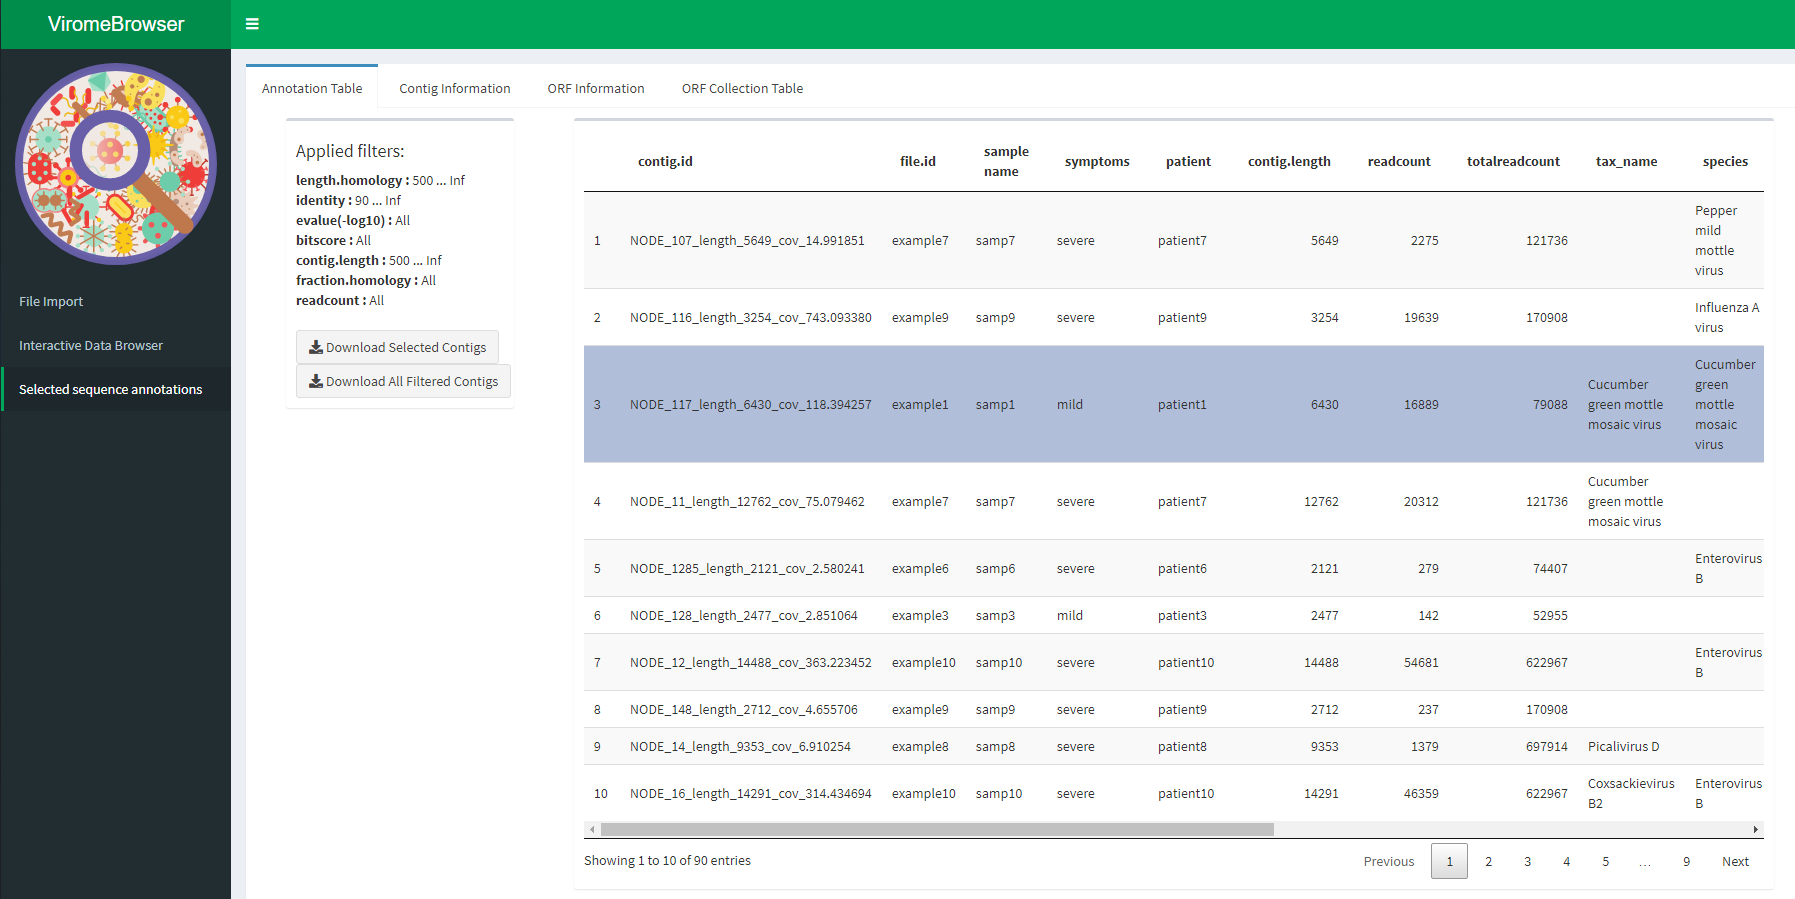 ViromeBrowser
File Import
Interactive Data Browser
Selected sequence annotations
Annotation Table Contig Information ORF Information ORF Collection Table
Applied filters:
length.homology : 500 ... Inf
identity : 90 ... Inf
evalue(-log10) : All
bitscore : All
contig.length : 500 ... Inf
fraction.homology : All
readcount : All
Download Selected Contigs
Download All Filtered Contigs
contig.id file.id sample name symptoms patient contig.length readcount totalreadcount tax_name species
1 NODE_107_length_5649_cov_14.991851 example7 samp7 severe patient7 5649 2275 121736 Pepper mild mottle virus
2 NODE_116_length_3254_cov_743.093380 example9 samp9 severe patient9 3254 19639 170908 Influenza A virus
3 NODE_117_length_6430_cov_118.394257 example1 samp1 mild patient1 6430 16889 79088 Cucumber green mottle mosaic virus Cucumber green mottle mosaic virus
4 NODE_11_length_12762_cov_75.079462 example7 samp7 severe patient7 12762 20312 121736 Cucumber green mottle mosaic virus
5 NODE_1285_length_2121_cov_2.580241 example6 samp6 severe patient6 2121 279 74407 Enterovirus B
6 NODE_128_length_2477_cov_2.851064 example3 samp3 mild patient3 2477 142 52955
7 NODE_12_length_14488_cov_363.223452 example10 samp10 severe patient10 14488 54681 622967 Enterovirus B
8 NODE_148_length_2712_cov_4.655706 example9 samp9 severe patient9 2712 237 170908
9 NODE_14_length_9353_cov_6.910254 example8 samp8 severe patient8 9353 1379 697914 Picalivirus D
10 NODE_16_length_14291_cov_314.434694 example10 samp10 severe patient10 14291 46359 622967 Coxsackievirus B2 Enterovirus B
Showing 1 to 10 of 90 entries Previous 1 2 3 4 5 ... 9 Next